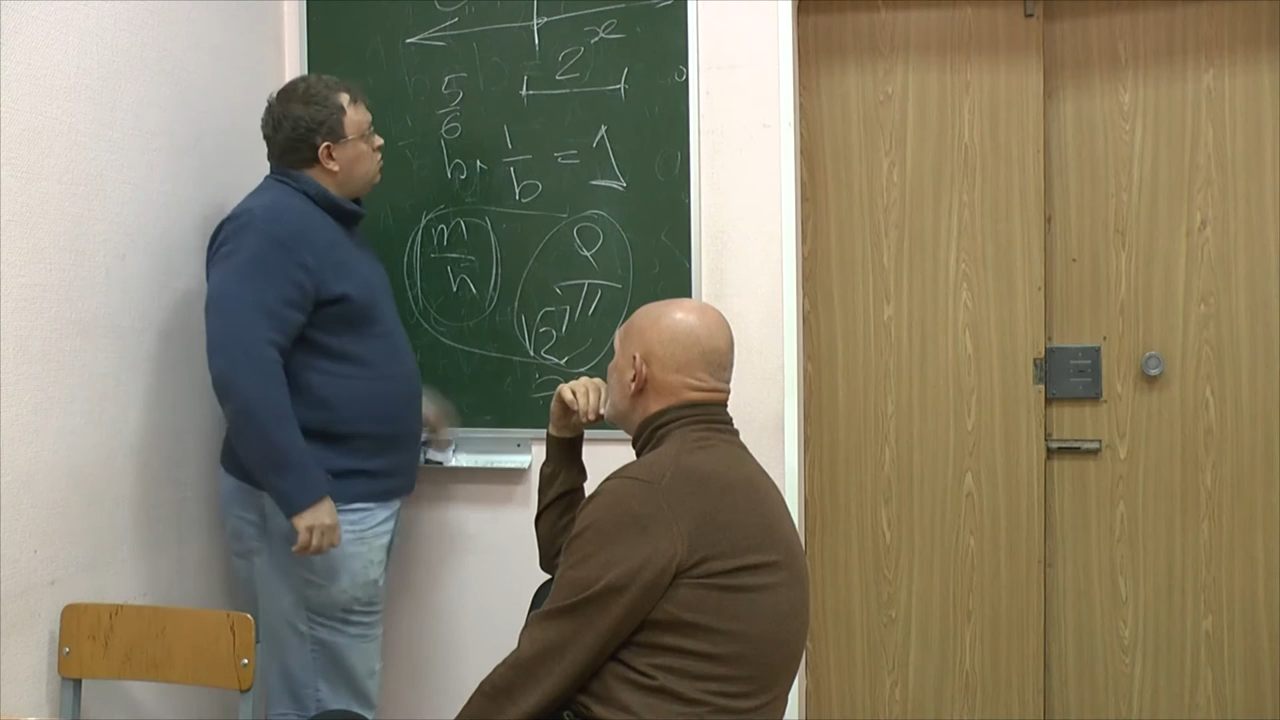 2^x
5/6
b · 1/b = 1
m/n
Q
π
√2